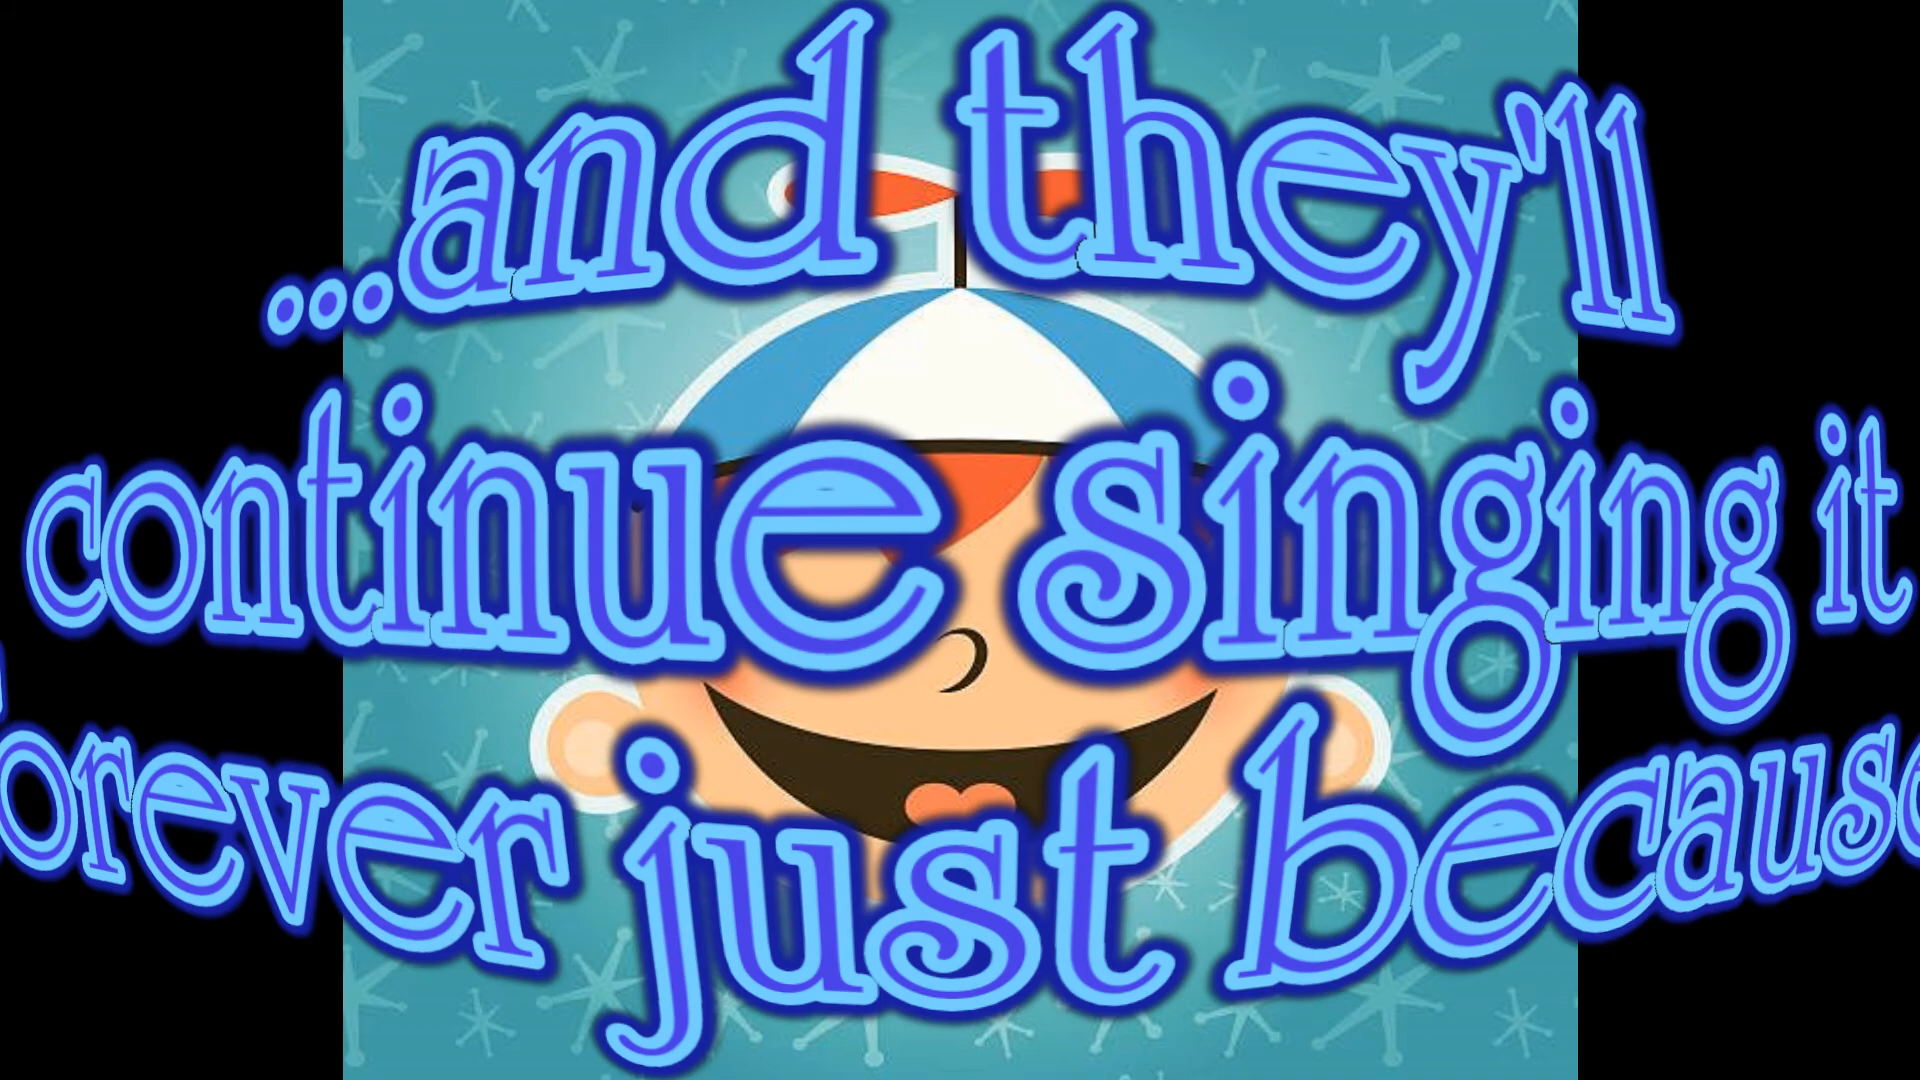 ...and they'll
continue singing it
forever just because